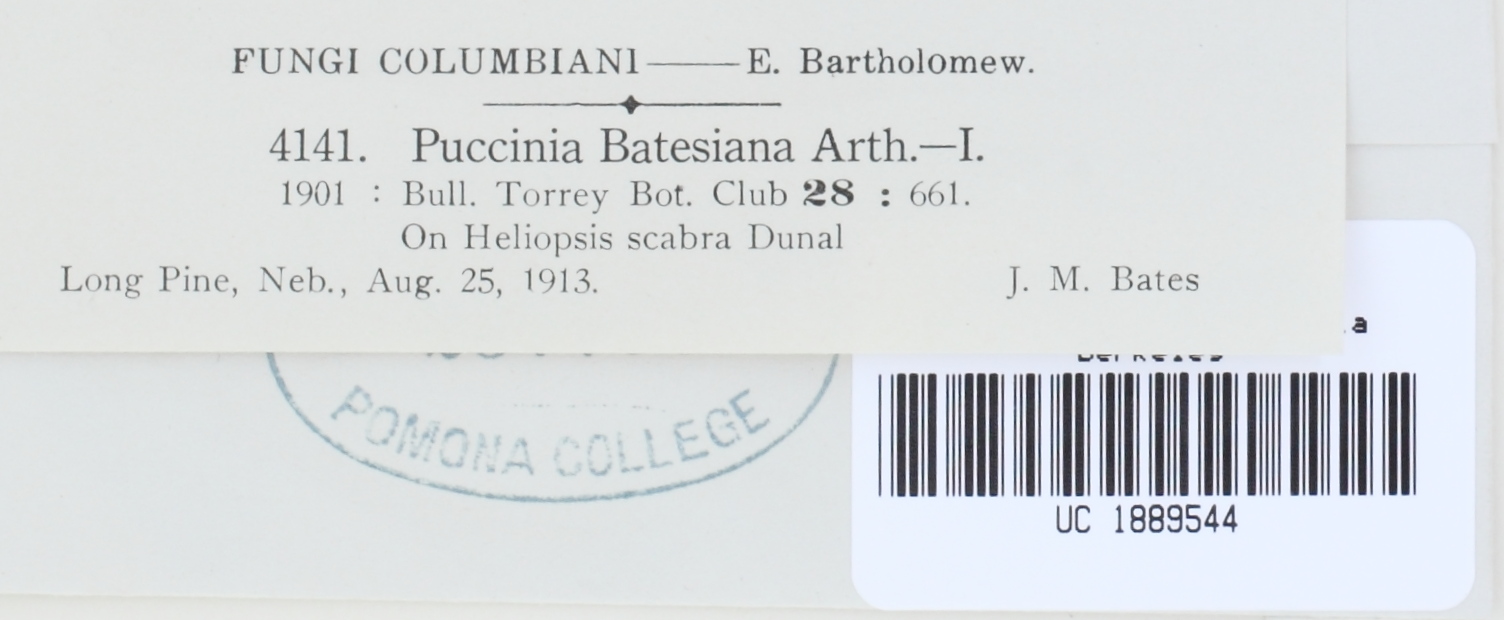 FUNGI COLUMBIANI——E. Bartholomew.
4141. Puccinia Batesiana Arth.—I.
1901 : Bull. Torrey Bot. Club 28 : 661.
On Heliopsis scabra Dunal
Long Pine, Neb., Aug. 25, 1913. J. M. Bates
POMONA COLLEGE
UC 1889544